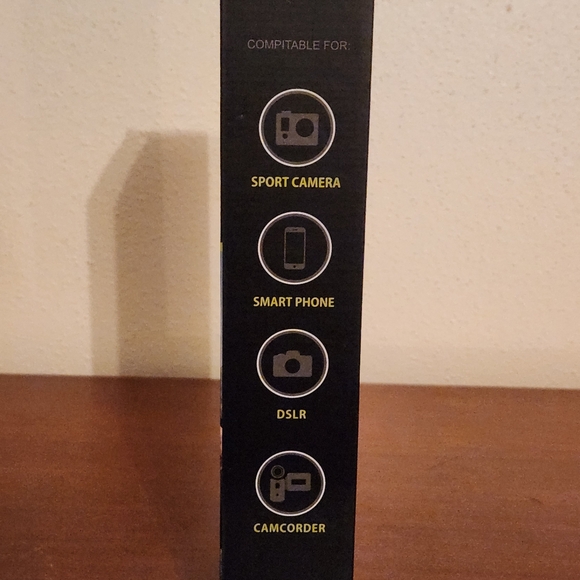 COMPITABLE FOR:
SPORT CAMERA
SMART PHONE
DSLR
CAMCORDER